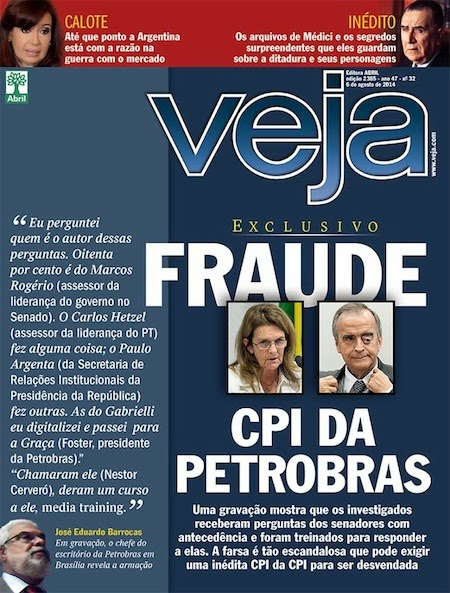 CALOTE
Até que ponto a Argentina
está com a razão na
guerra com o mercado
INÉDITO
Os arquivos de Médici e os segredos
surpreendentes que eles guardam
sobre a ditadura e seus personagens
Abril
Editora ABRIL
edição 2385 - ano 47 - nº 32
6 de agosto de 2014
veja
www.veja.com
EXCLUSIVO
FRAUDE
CPI DA
PETROBRAS
Uma gravação mostra que os investigados
receberam perguntas dos senadores com
antecedência e foram treinados para responder
a elas. A farsa é tão escandalosa que pode exigir
uma inédita CPI da CPI para ser desvendada
“Eu perguntei
quem é o autor dessas
perguntas. Oitenta
por cento é do Marcos
Rogério (assessor da
liderança do governo no
Senado). O Carlos Hetzel
(assessor da liderança do PT)
fez alguma coisa; o Paulo
Argenta (da Secretaria de
Relações Institucionais da
Presidência da República)
fez outras. As do Gabrielli
eu digitalizei e passei para
a Graça (Foster, presidente
da Petrobras).”
“Chamaram ele (Nestor
Cerveró), deram um curso
a ele, media training.”
José Eduardo Barrocas
Em gravação, o chefe do
escritório da Petrobras em
Brasília revela a armação